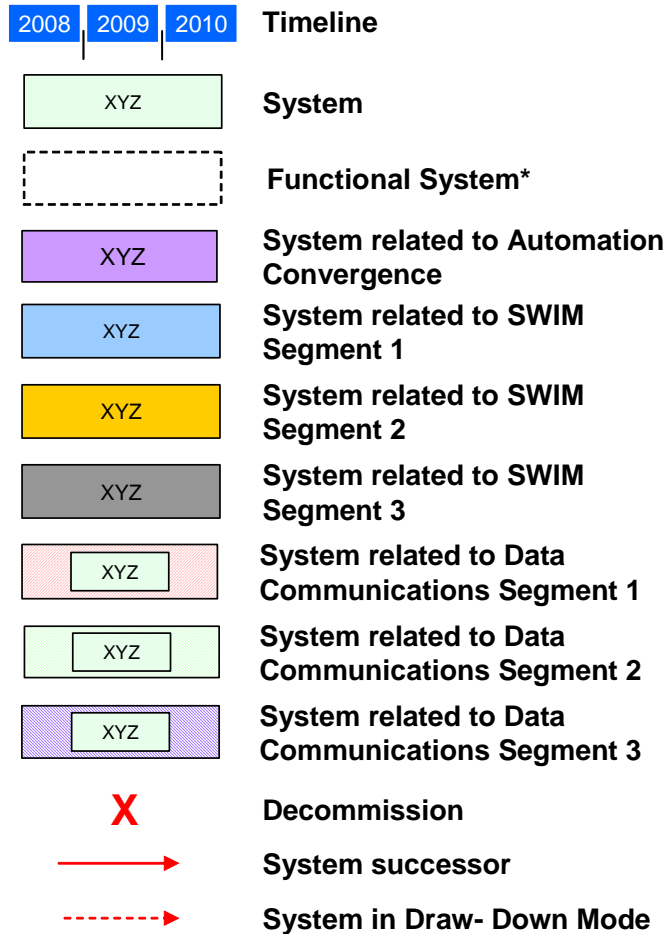 2008 2009 2010 Timeline
XYZ System
Functional System*
XYZ System related to Automation
Convergence
XYZ System related to SWIM
Segment 1
XYZ System related to SWIM
Segment 2
XYZ System related to SWIM
Segment 3
XYZ System related to Data
Communications Segment 1
XYZ System related to Data
Communications Segment 2
XYZ System related to Data
Communications Segment 3
X Decommission
System successor
System in Draw- Down Mode